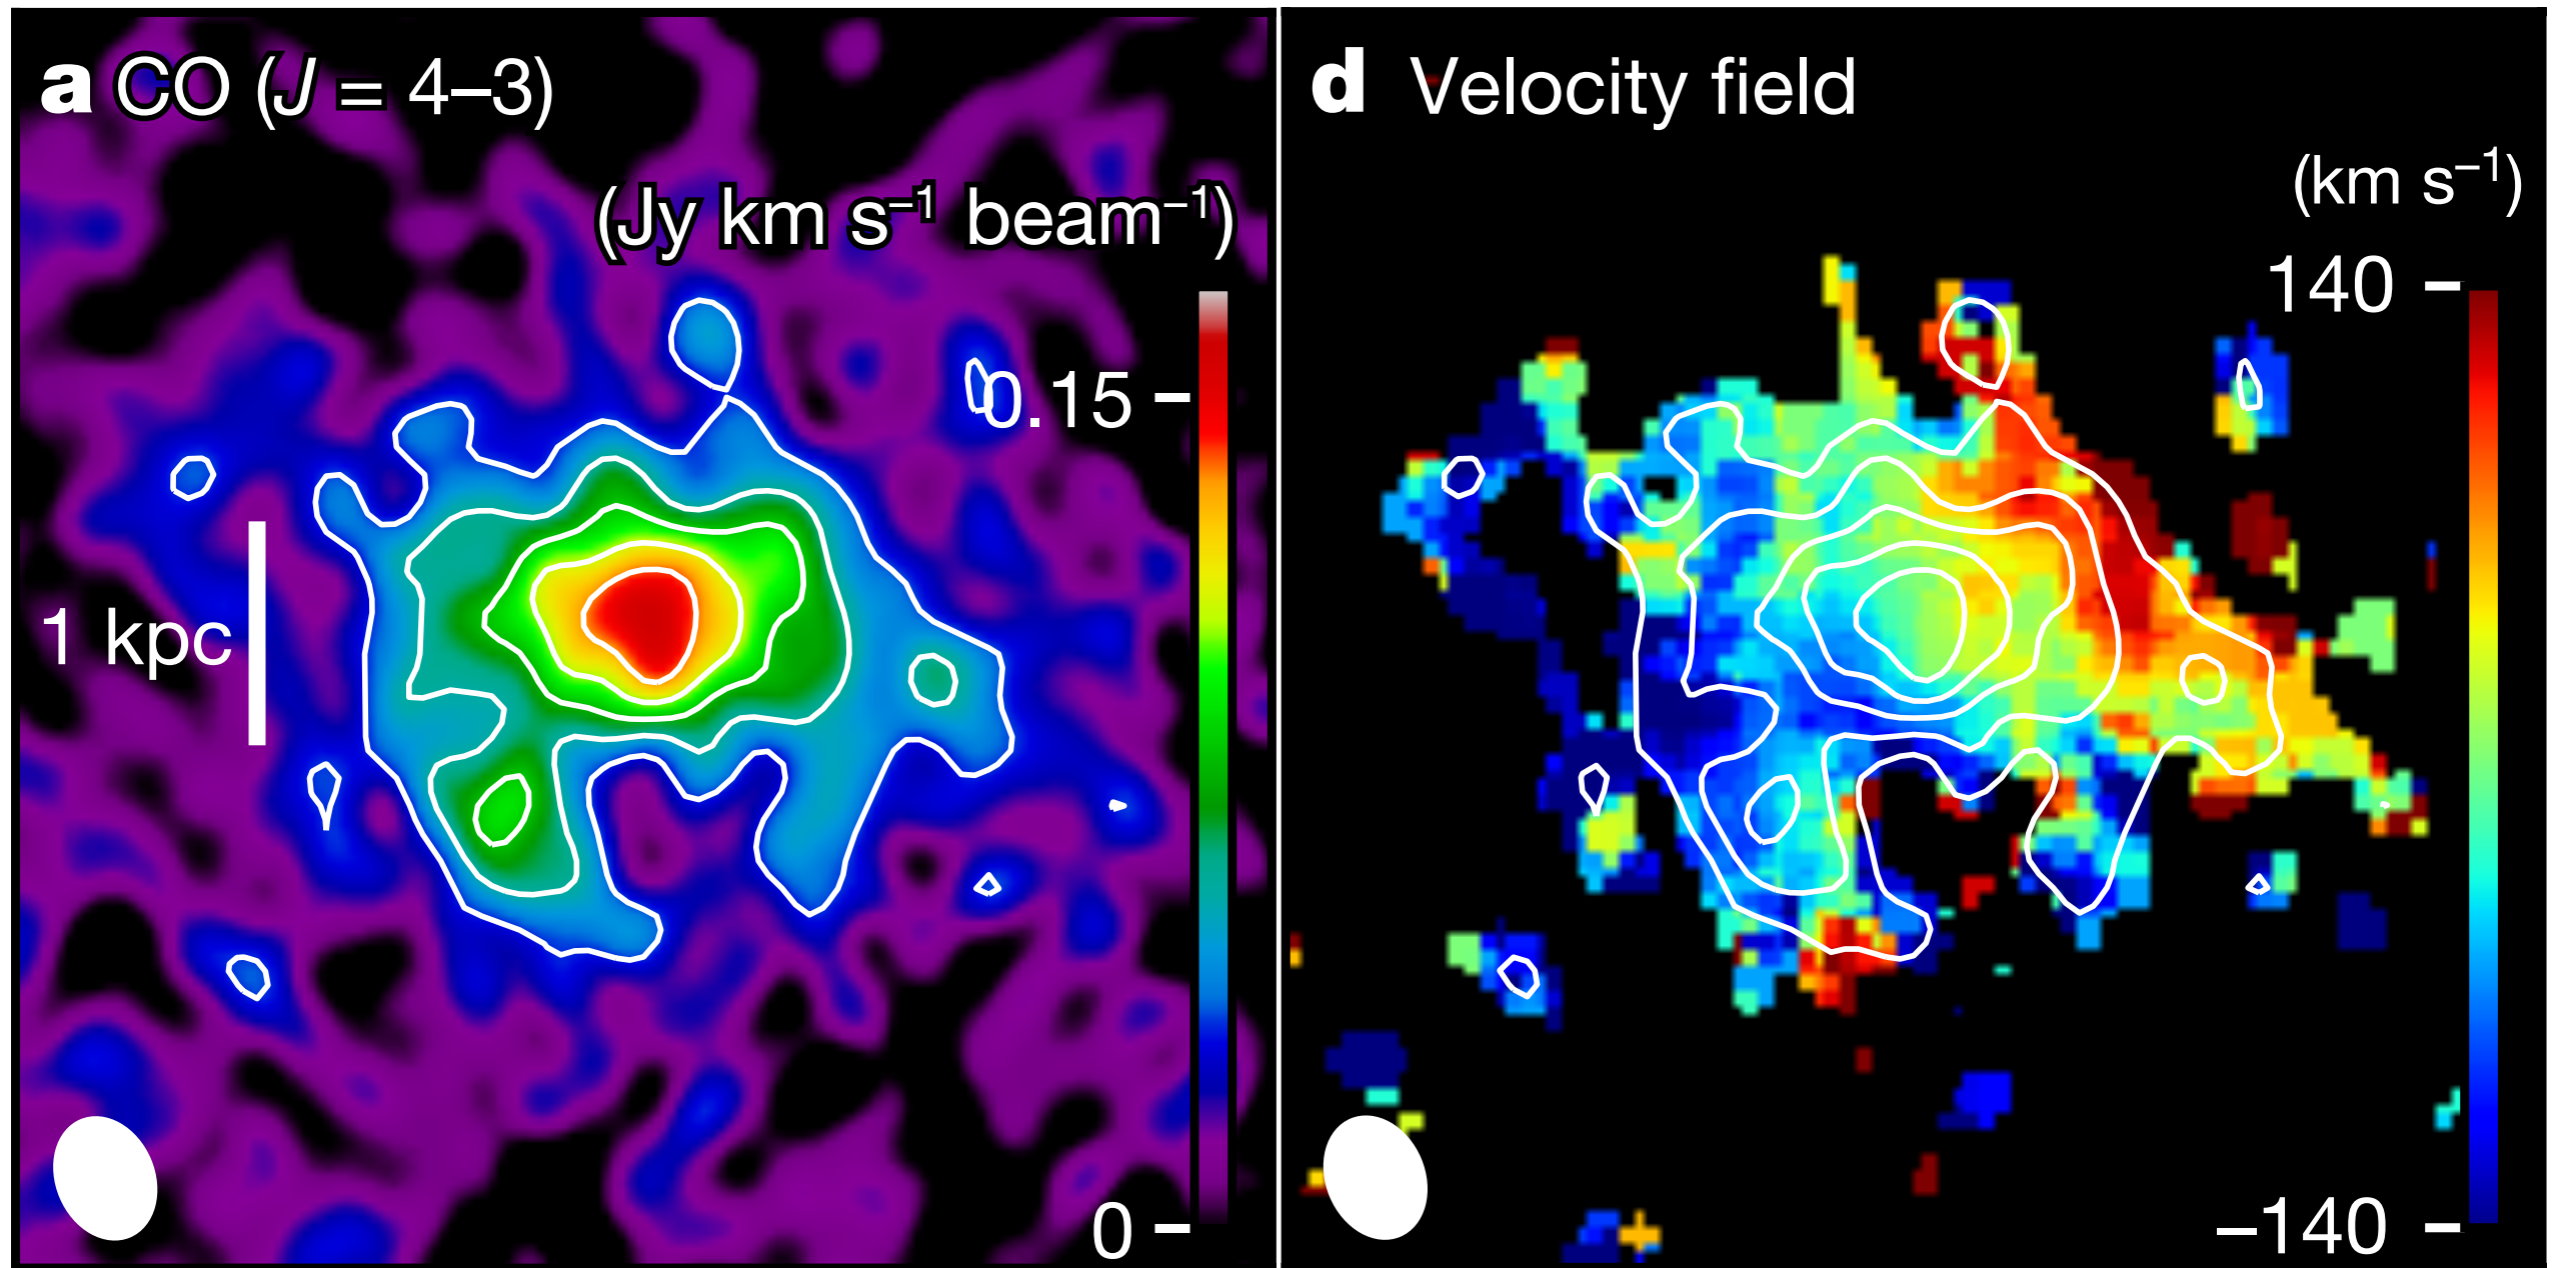 a CO (J = 4–3)
(Jy km s⁻¹ beam⁻¹)
0.15
1 kpc
0
d Velocity field
(km s⁻¹)
140
–140